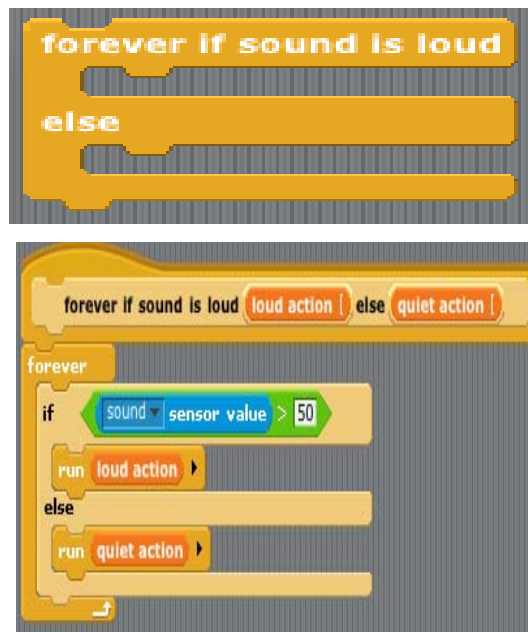 forever if sound is loud
else
forever if sound is loud loud action [ else quiet action [
forever
if sound sensor value > 50
run loud action
else
run quiet action